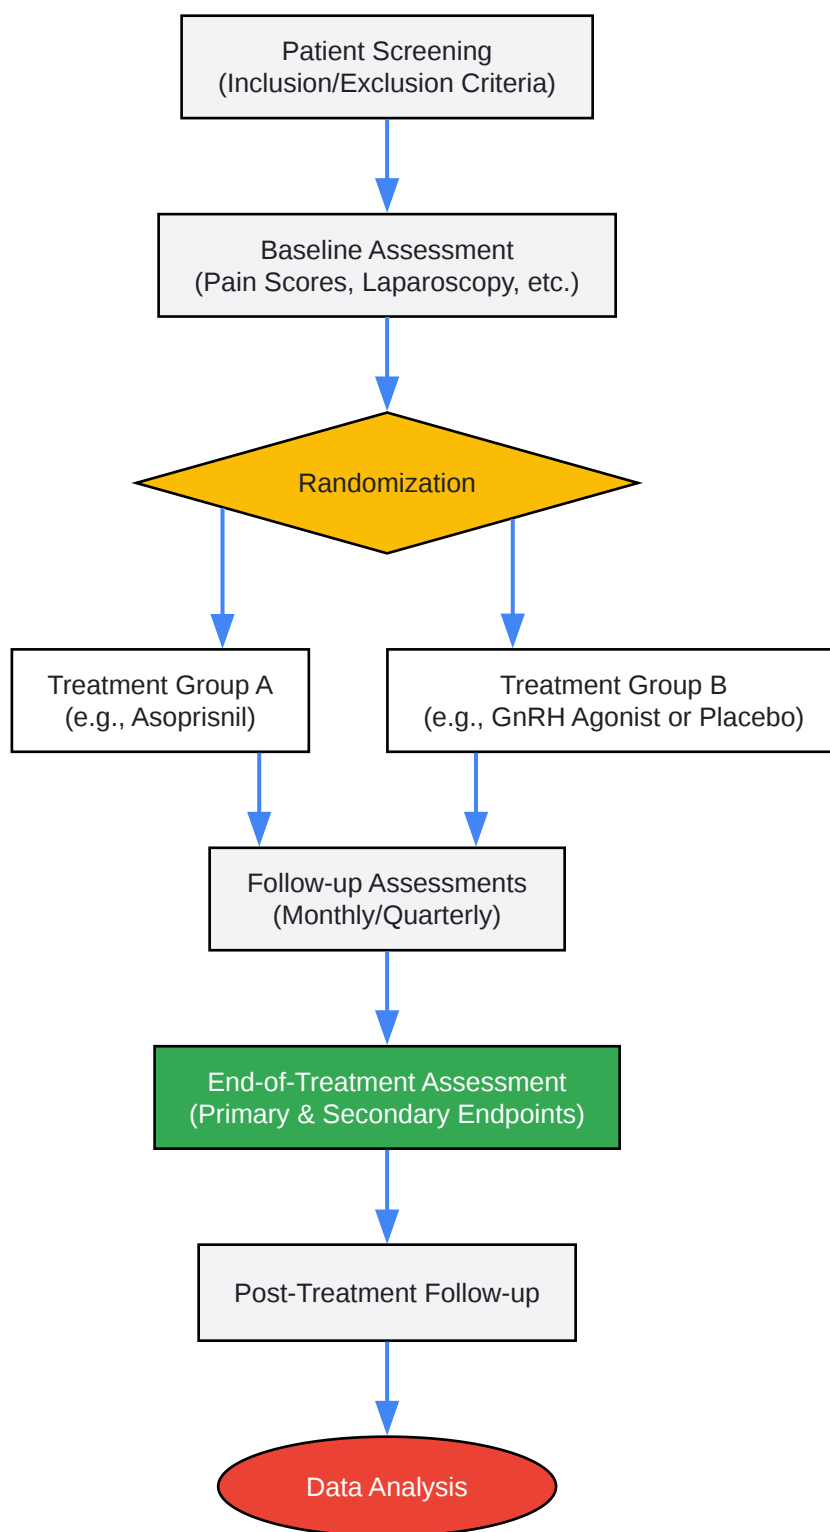 Patient Screening
(Inclusion/Exclusion Criteria)
Baseline Assessment
(Pain Scores, Laparoscopy, etc.)
Randomization
Treatment Group A
(e.g., Asoprisnil)
Treatment Group B
(e.g., GnRH Agonist or Placebo)
Follow-up Assessments
(Monthly/Quarterly)
End-of-Treatment Assessment
(Primary & Secondary Endpoints)
Post-Treatment Follow-up
Data Analysis